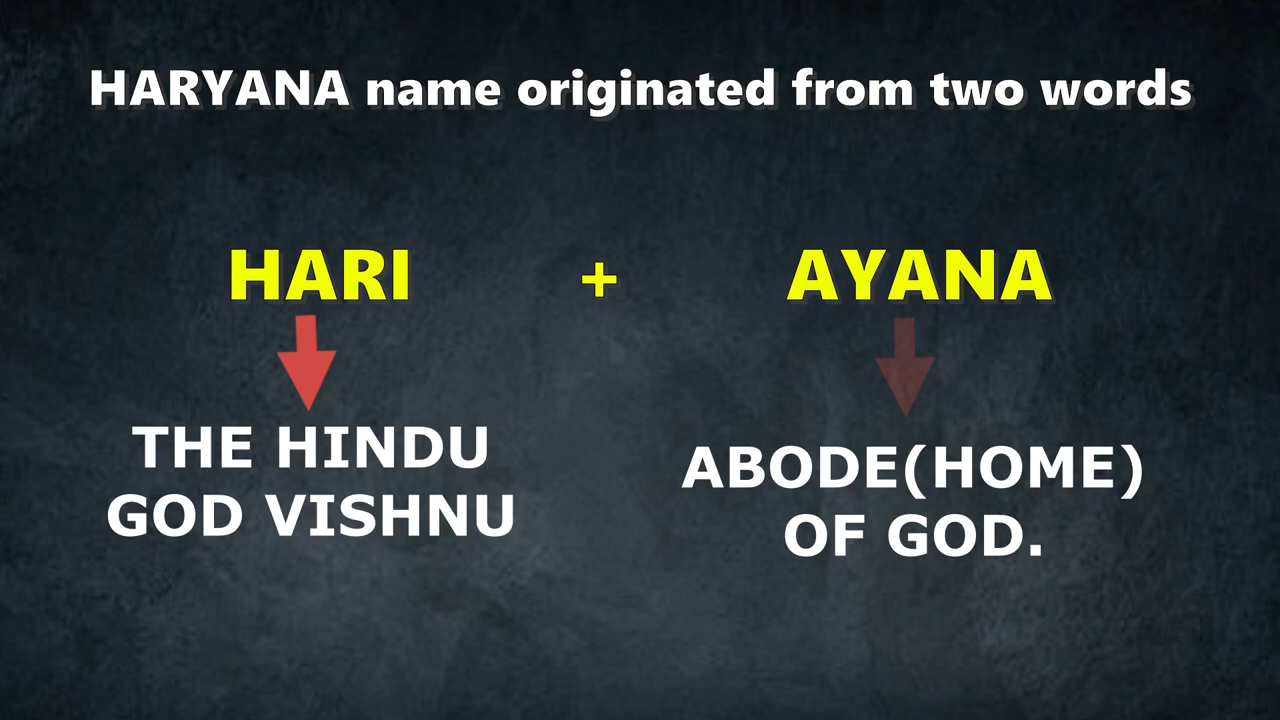 HARYANA name originated from two words
HARI + AYANA
THE HINDU
GOD VISHNU
ABODE(HOME)
OF GOD.